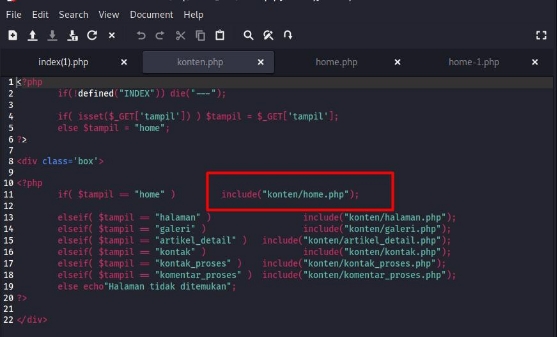 File Edit Search View Document Help
index(1).php × konten.php × home.php × home-1.php ×
1 <?php
2 if(!defined("INDEX")) die("---");
3
4 if( isset($_GET['tampil']) ) $tampil = $_GET['tampil'];
5 else $tampil = "home";
6 ?>
7
8 <div class='box'>
9
10 <?php
11 if( $tampil == "home" ) include("konten/home.php");
12
13 elseif( $tampil == "halaman" ) include("konten/halaman.php");
14 elseif( $tampil == "galeri" ) include("konten/galeri.php");
15 elseif( $tampil == "artikel_detail" ) include("konten/artikel_detail.php");
16 elseif( $tampil == "kontak" ) include("konten/kontak.php");
17 elseif( $tampil == "kontak_proses" ) include("konten/kontak_proses.php");
18 elseif( $tampil == "komentar_proses" ) include("konten/komentar_proses.php");
19 else echo"Halaman tidak ditemukan";
20 ?>
21
22 </div>